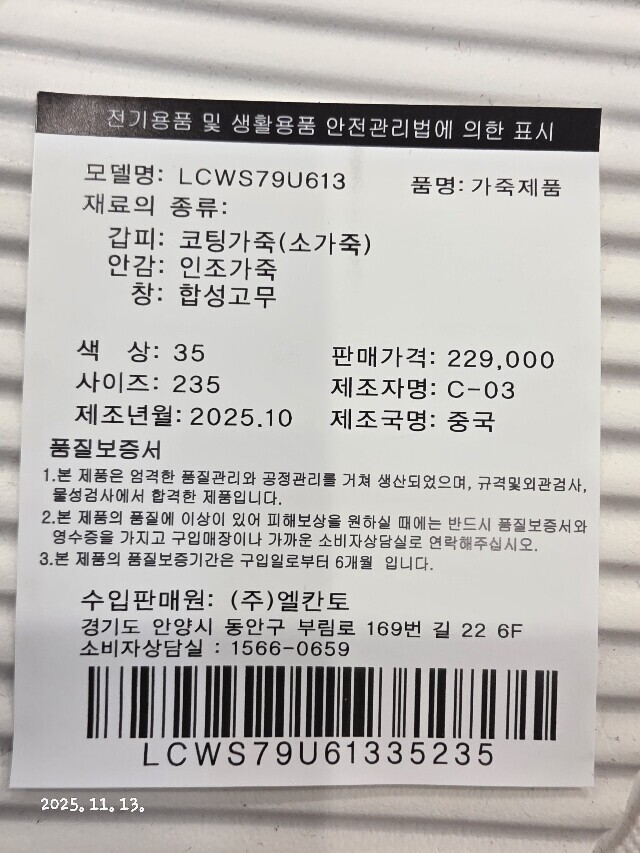 전기용품 및 생활용품 안전관리법에 의한 표시
모델명: LCWS79U613 품명: 가죽제품
재료의 종류:
갑피: 코팅가죽(소가죽)
안감: 인조가죽
창: 합성고무
색 상: 35 판매가격: 229,000
사이즈: 235 제조자명: C-03
제조년월: 2025.10 제조국명: 중국
품질보증서
1.본 제품은 엄격한 품질관리와 공정관리를 거쳐 생산되었으며, 규격및외관검사,
물성검사에서 합격한 제품입니다.
2.본 제품의 품질에 이상이 있어 피해보상을 원하실 때에는 반드시 품질보증서와
영수증을 가지고 구입매장이나 가까운 소비자상담실로 연락해주십시오.
3.본 제품의 품질보증기간은 구입일로부터 6개월 입니다.
수입판매원: (주)엘칸토
경기도 안양시 동안구 부림로 169번 길 22 6F
소비자상담실 : 1566-0659
LCWS79U61335235
2025. 11. 13.